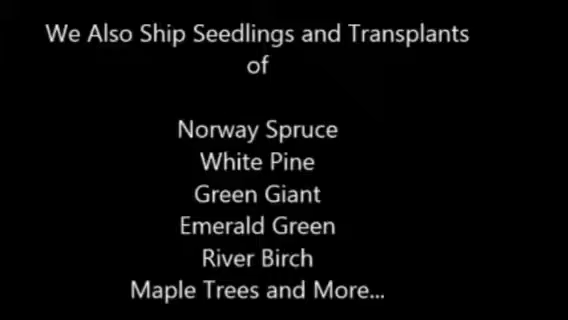 We Also Ship Seedlings and Transplants
of
Norway Spruce
White Pine
Green Giant
Emerald Green
River Birch
Maple Trees and More...